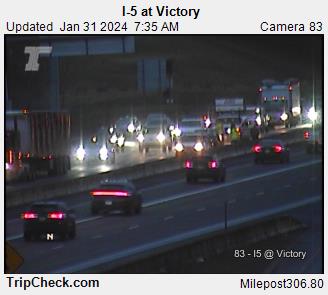 I-5 at Victory
Updated Jan 31 2024 7:35 AM Camera 83
T
N
83 - I5 @ Victory
TripCheck.com Milepost306.80